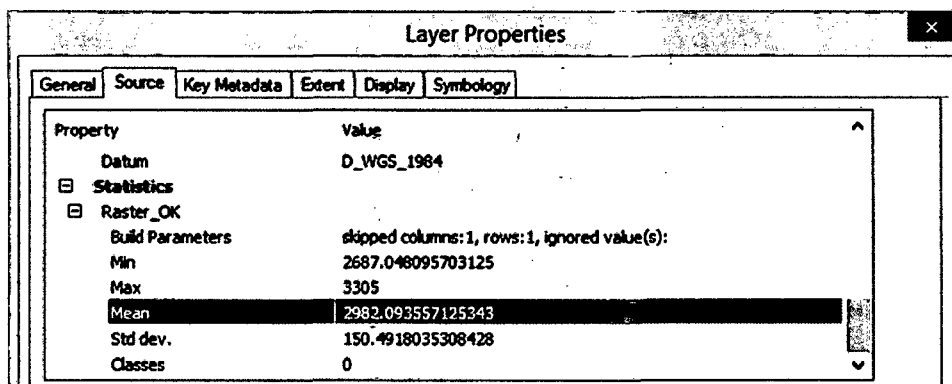 Layer Properties
General Source Key Metadata Extent Display Symbology
Property Value
Datum D_WGS_1984
Statistics
Raster_OK
Build Parameters skipped columns:1, rows:1, ignored value(s):
Min 2687.048095703125
Max 3305
Mean 2982.093557125343
Std dev. 150.4918035308428
Classes 0